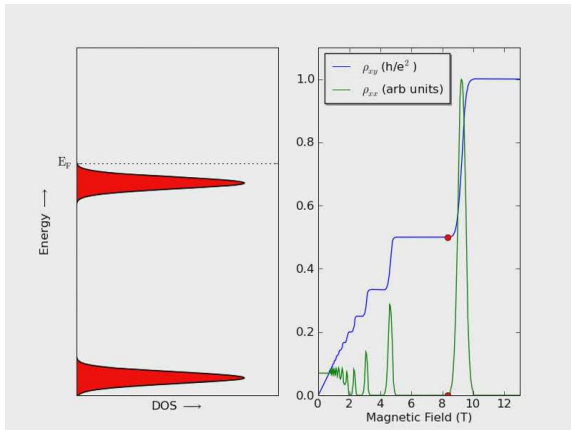 E_F
Energy →
DOS →
ρ_xy (h/e²)
ρ_xx (arb units)
1.0
0.8
0.6
0.4
0.2
0.0
0 2 4 6 8 10 12
Magnetic Field (T)